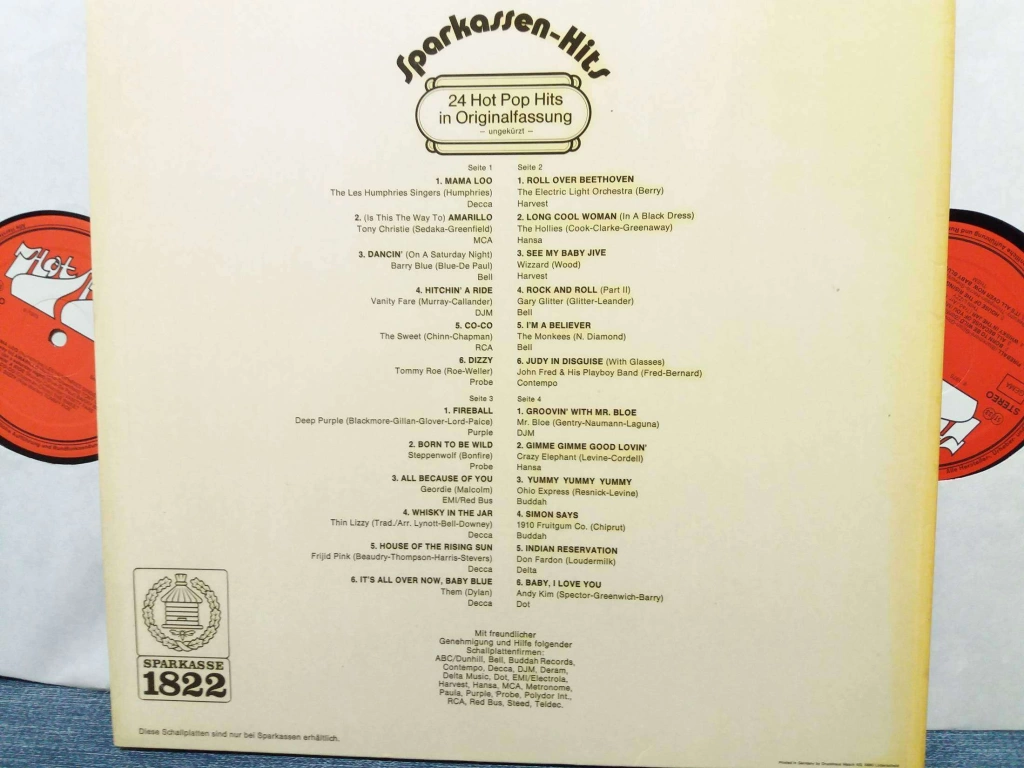 Sparkassen-Hits
24 Hot Pop Hits
in Originalfassung
– ungekürzt –
Seite 1
1. MAMA LOO
The Les Humphries Singers (Humphries)
Decca
2. (Is This The Way To) AMARILLO
Tony Christie (Sedaka-Greenfield)
MCA
3. DANCIN' (On A Saturday Night)
Barry Blue (Blue-De Paul)
Bell
4. HITCHIN' A RIDE
Vanity Fare (Murray-Callander)
DJM
5. CO-CO
The Sweet (Chinn-Chapman)
RCA
6. DIZZY
Tommy Roe (Roe-Weller)
Probe
Seite 2
1. ROLL OVER BEETHOVEN
The Electric Light Orchestra (Berry)
Harvest
2. LONG COOL WOMAN (In A Black Dress)
The Hollies (Cook-Clarke-Greenaway)
Hansa
3. SEE MY BABY JIVE
Wizzard (Wood)
Harvest
4. ROCK AND ROLL (Part II)
Gary Glitter (Glitter-Leander)
Bell
5. I'M A BELIEVER
The Monkees (N. Diamond)
Bell
6. JUDY IN DISGUISE (With Glasses)
John Fred & His Playboy Band (Fred-Bernard)
Contempo
Seite 3
1. FIREBALL
Deep Purple (Blackmore-Gillan-Glover-Lord-Paice)
Purple
2. BORN TO BE WILD
Steppenwolf (Bonfire)
Probe
3. ALL BECAUSE OF YOU
Geordie (Malcolm)
EMI/Red Bus
4. WHISKY IN THE JAR
Thin Lizzy (Trad./Arr. Lynott-Bell-Downey)
Decca
5. HOUSE OF THE RISING SUN
Frijid Pink (Beaudry-Thompson-Harris-Stevers)
Decca
6. IT'S ALL OVER NOW, BABY BLUE
Them (Dylan)
Decca
Seite 4
1. GROOVIN' WITH MR. BLOE
Mr. Bloe (Gentry-Naumann-Laguna)
DJM
2. GIMME GIMME GOOD LOVIN'
Crazy Elephant (Levine-Cordell)
Hansa
3. YUMMY YUMMY YUMMY
Ohio Express (Resnick-Levine)
Buddah
4. SIMON SAYS
1910 Fruitgum Co. (Chiprut)
Buddah
5. INDIAN RESERVATION
Don Fardon (Loudermilk)
Delta
6. BABY, I LOVE YOU
Andy Kim (Spector-Greenwich-Barry)
Dot
Mit freundlicher
Genehmigung und Hilfe folgender
Schallplattenfirmen:
ABC/Dunhill, Bell, Buddah Records,
Contempo, Decca, DJM, Deram,
Delta Music, Dot, EMI/Electrola,
Harvest, Hansa, MCA, Metronome,
Paula, Purple, Probe, Polydor Int.,
RCA, Red Bus, Steed, Teldec.
SPARKASSE
1822
Diese Schallplatten sind nur bei Sparkassen erhältlich.
Hot
STEREO